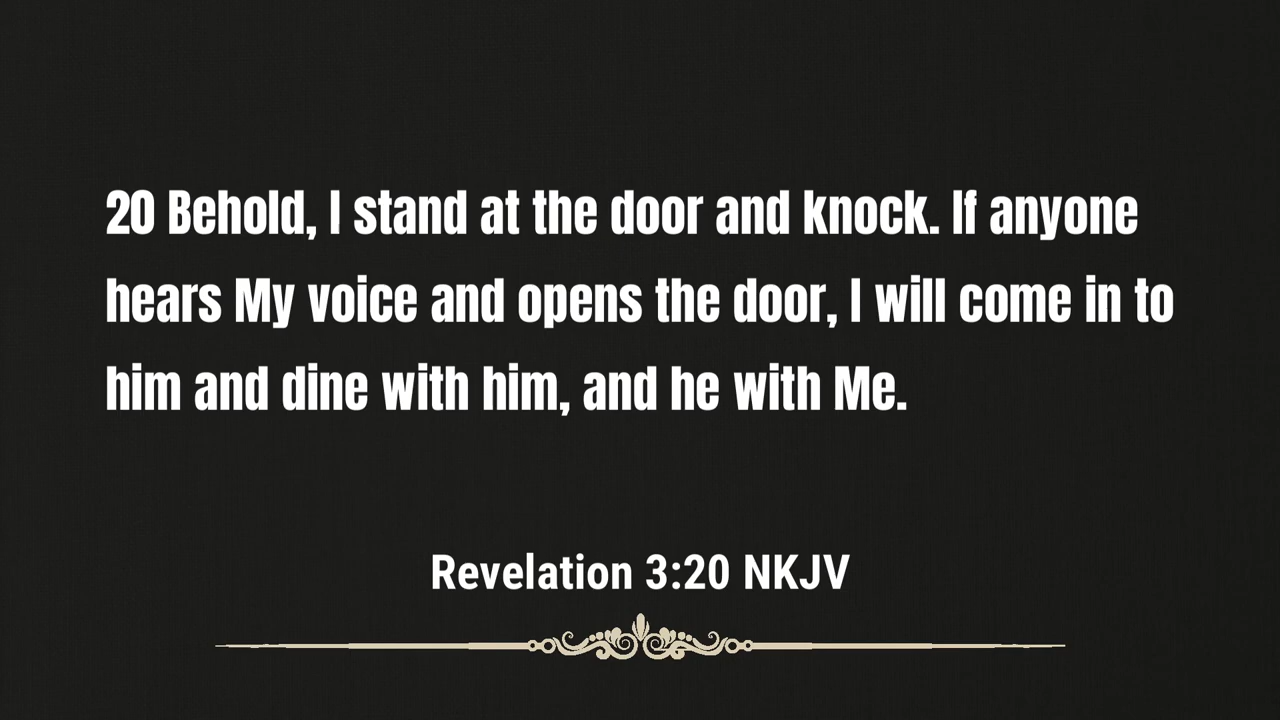 20 Behold, I stand at the door and knock. If anyone
hears My voice and opens the door, I will come in to
him and dine with him, and he with Me.
Revelation 3:20 NKJV